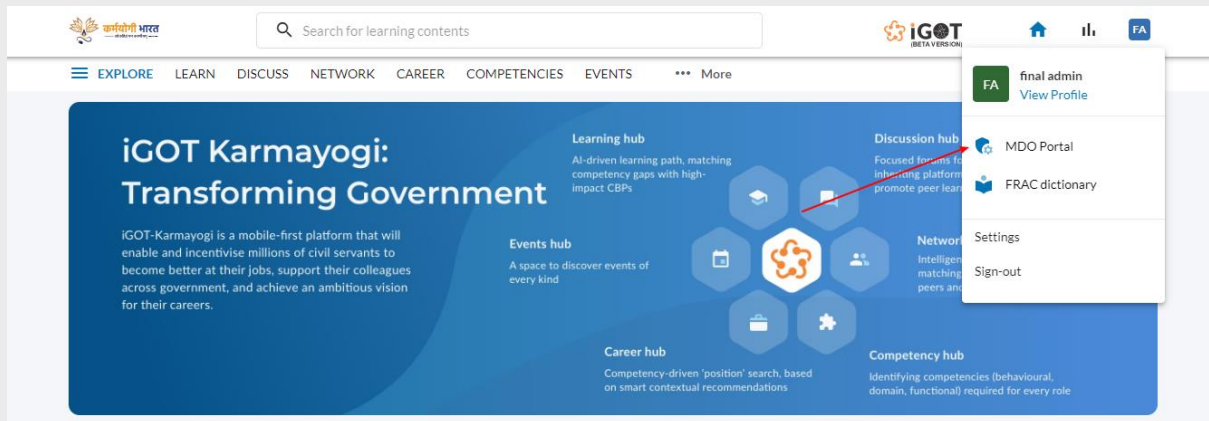 कर्मयोगी भारत
Search for learning contents
iGOT
(BETA VERSION)
FA
EXPLORE LEARN DISCUSS NETWORK CAREER COMPETENCIES EVENTS ••• More
FA
final admin
View Profile
MDO Portal
FRAC dictionary
Settings
Sign-out
iGOT Karmayogi:
Transforming Government
iGOT-Karmayogi is a mobile-first platform that will
enable and incentivise millions of civil servants to
become better at their jobs, support their colleagues
across government, and achieve an ambitious vision
for their careers.
Learning hub
AI-driven learning path, matching
competency gaps with high-
impact CBPs
Discussion hub
Focused forums fo
inheriting platform
promote peer lear
Events hub
A space to discover events of
every kind
Networ
Intelligen
matching
peers and
Career hub
Competency-driven 'position' search, based
on smart contextual recommendations
Competency hub
Identifying competencies (behavioural,
domain, functional) required for every role